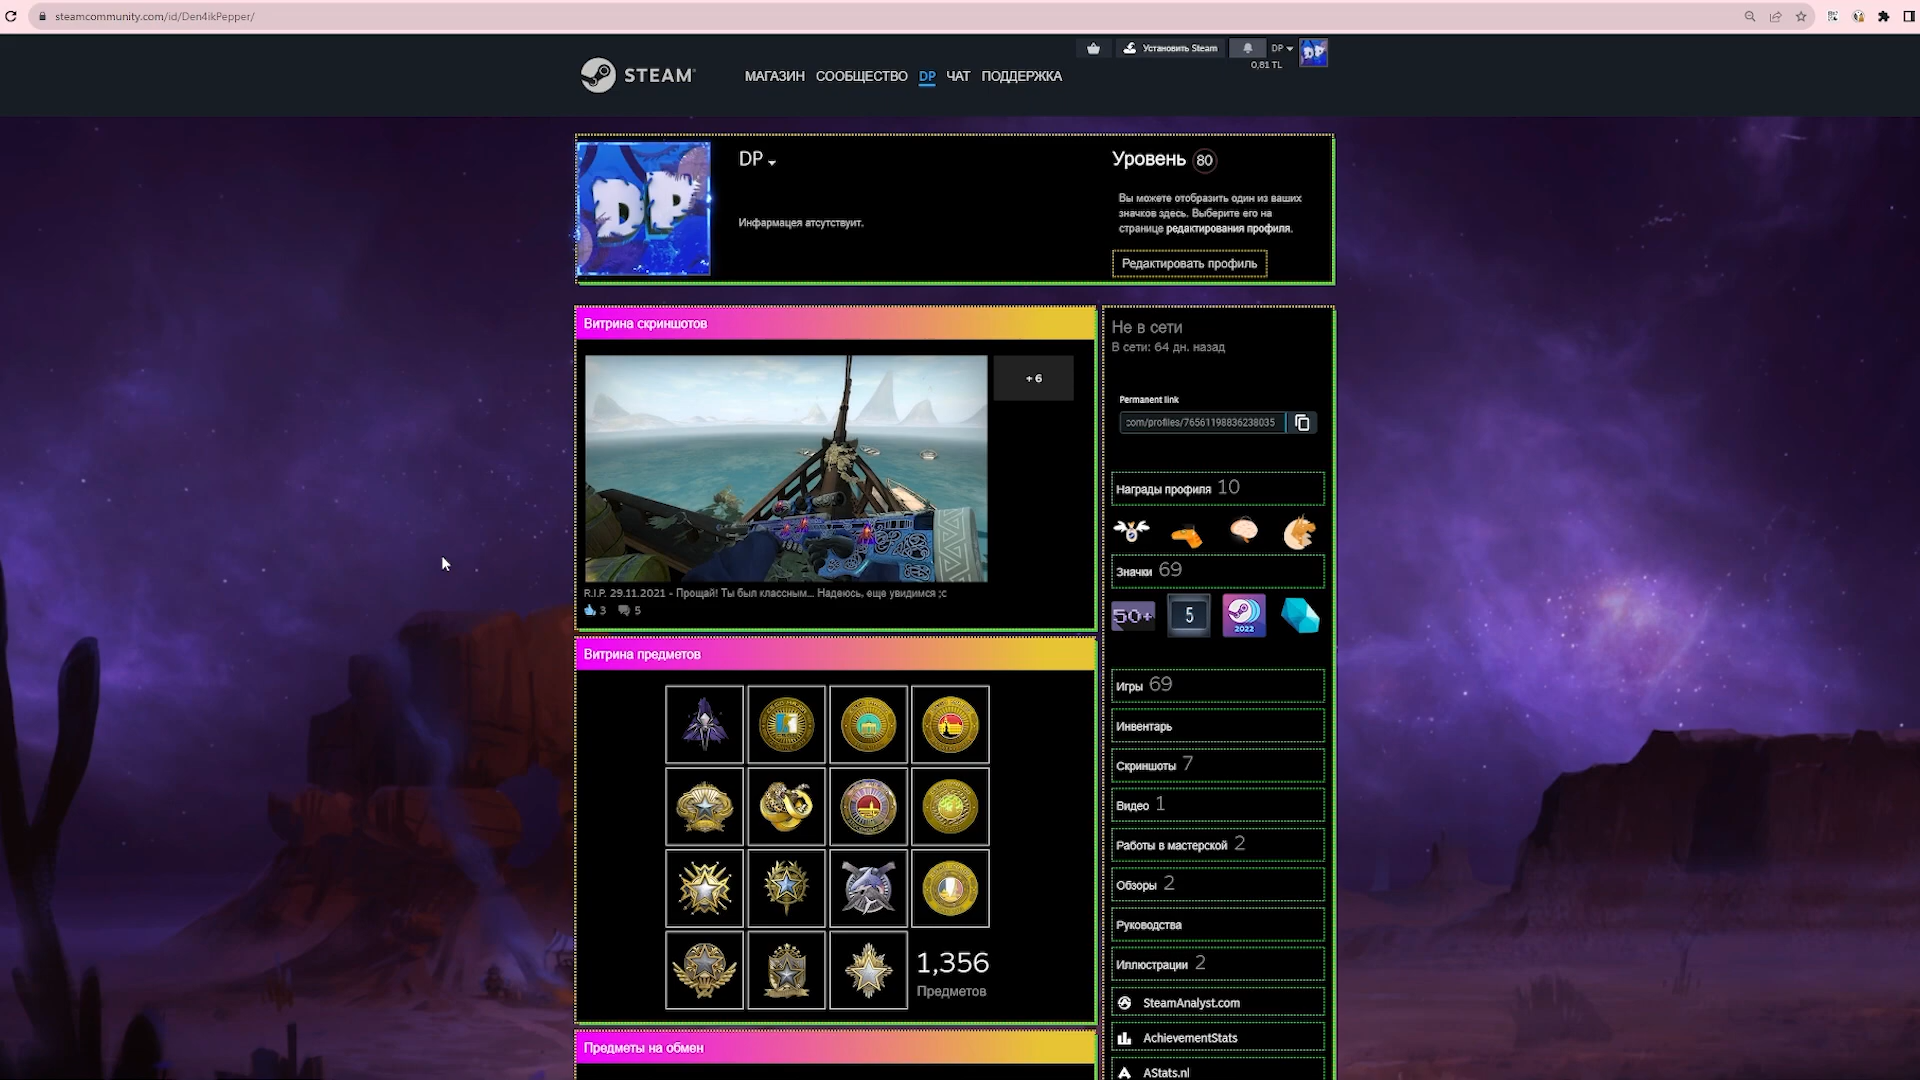 steamcommunity.com/id/Den4ikPepper/
Установить Steam
DP
0,81 TL
DP
STEAM
МАГАЗИН СООБЩЕСТВО DP ЧАТ ПОДДЕРЖКА
DP
DP
Инфармацея атсутствует.
Уровень 80
Вы можете отобразить один из ваших
значков здесь. Выберите его на
странице редактирования профиля.
Редактировать профиль
Витрина скриншотов
+ 6
R.I.P. 29.11.2021 - Прощай! Ты был классным... Надеюсь, еще увидимся ;с
3 5
Витрина предметов
1,356
Предметов
Предметы на обмен
Не в сети
В сети: 64 дн. назад
Permanent link
com/profiles/76561198836238035
Награды профиля 10
Значки 69
50+
5
2022
Игры 69
Инвентарь
Скриншоты 7
Видео 1
Работы в мастерской 2
Обзоры 2
Руководства
Иллюстрации 2
SteamAnalyst.com
AchievementStats
AStats.nl